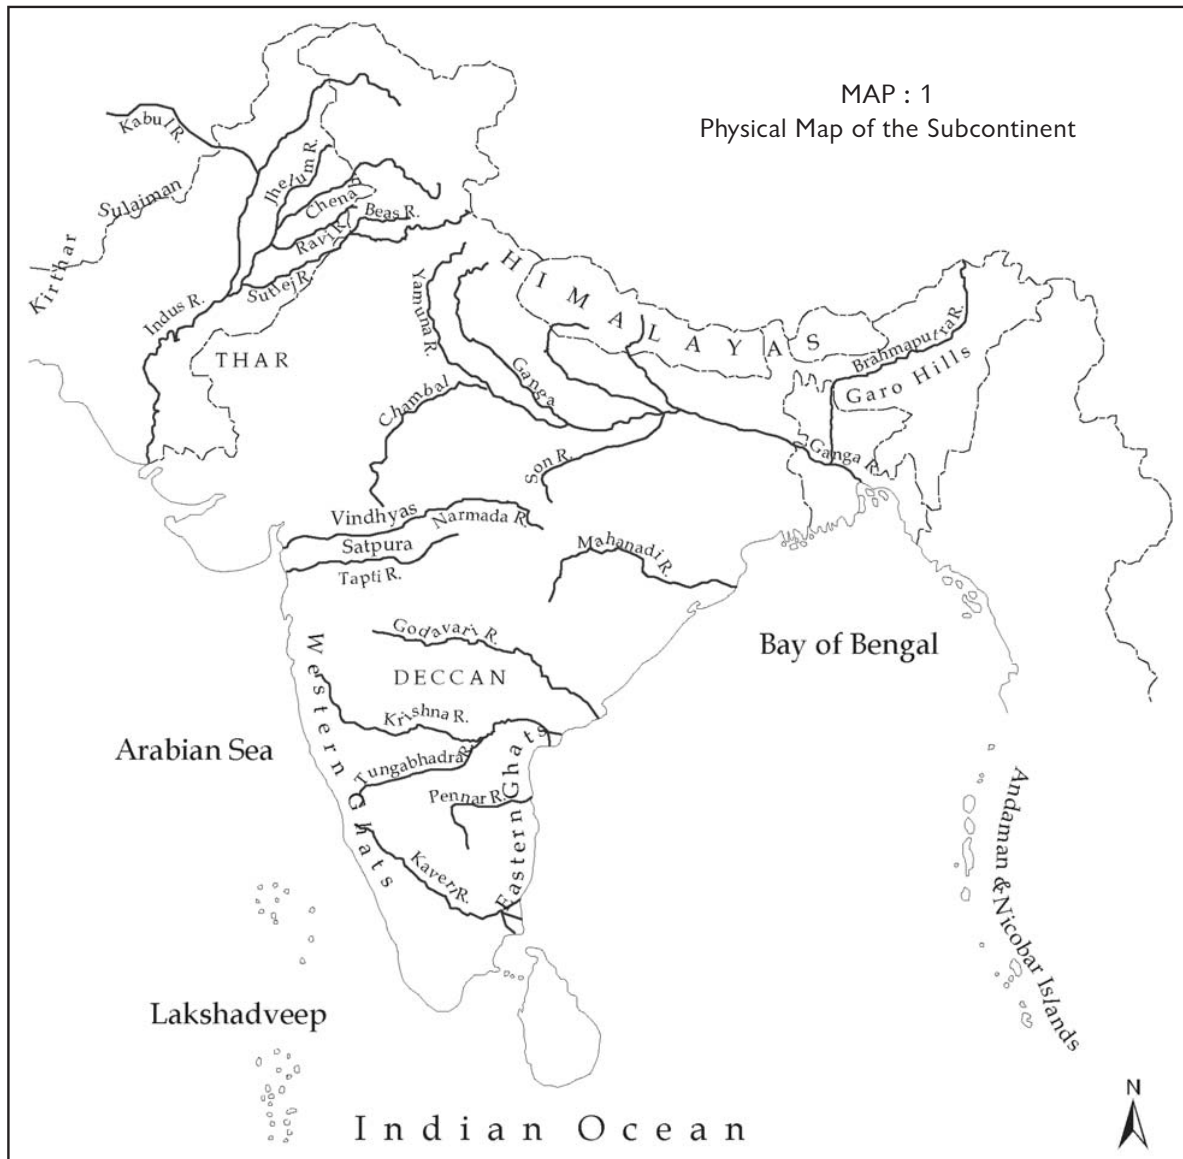 MAP : 1
Physical Map of the Subcontinent
Kabul R.
Jhelum R.
Sulaiman
Chenab
Beas R.
Ravi R.
Kirthar
Sutlej R.
Indus R.
HIMALAYAS
Yamuna R.
THAR
Ganga
Brahmaputra R.
Garo Hills
Chambal
Ganga R.
Son R.
Vindhyas
Narmada R.
Satpura
Tapti R.
Mahanadi R.
Godavari R.
Bay of Bengal
DECCAN
Western Ghats
Krishna R.
Arabian Sea
Tungabhadra R.
Eastern Ghats
Pennar R.
Andaman & Nicobar Islands
Kaveri R.
Lakshadveep
N
Indian Ocean